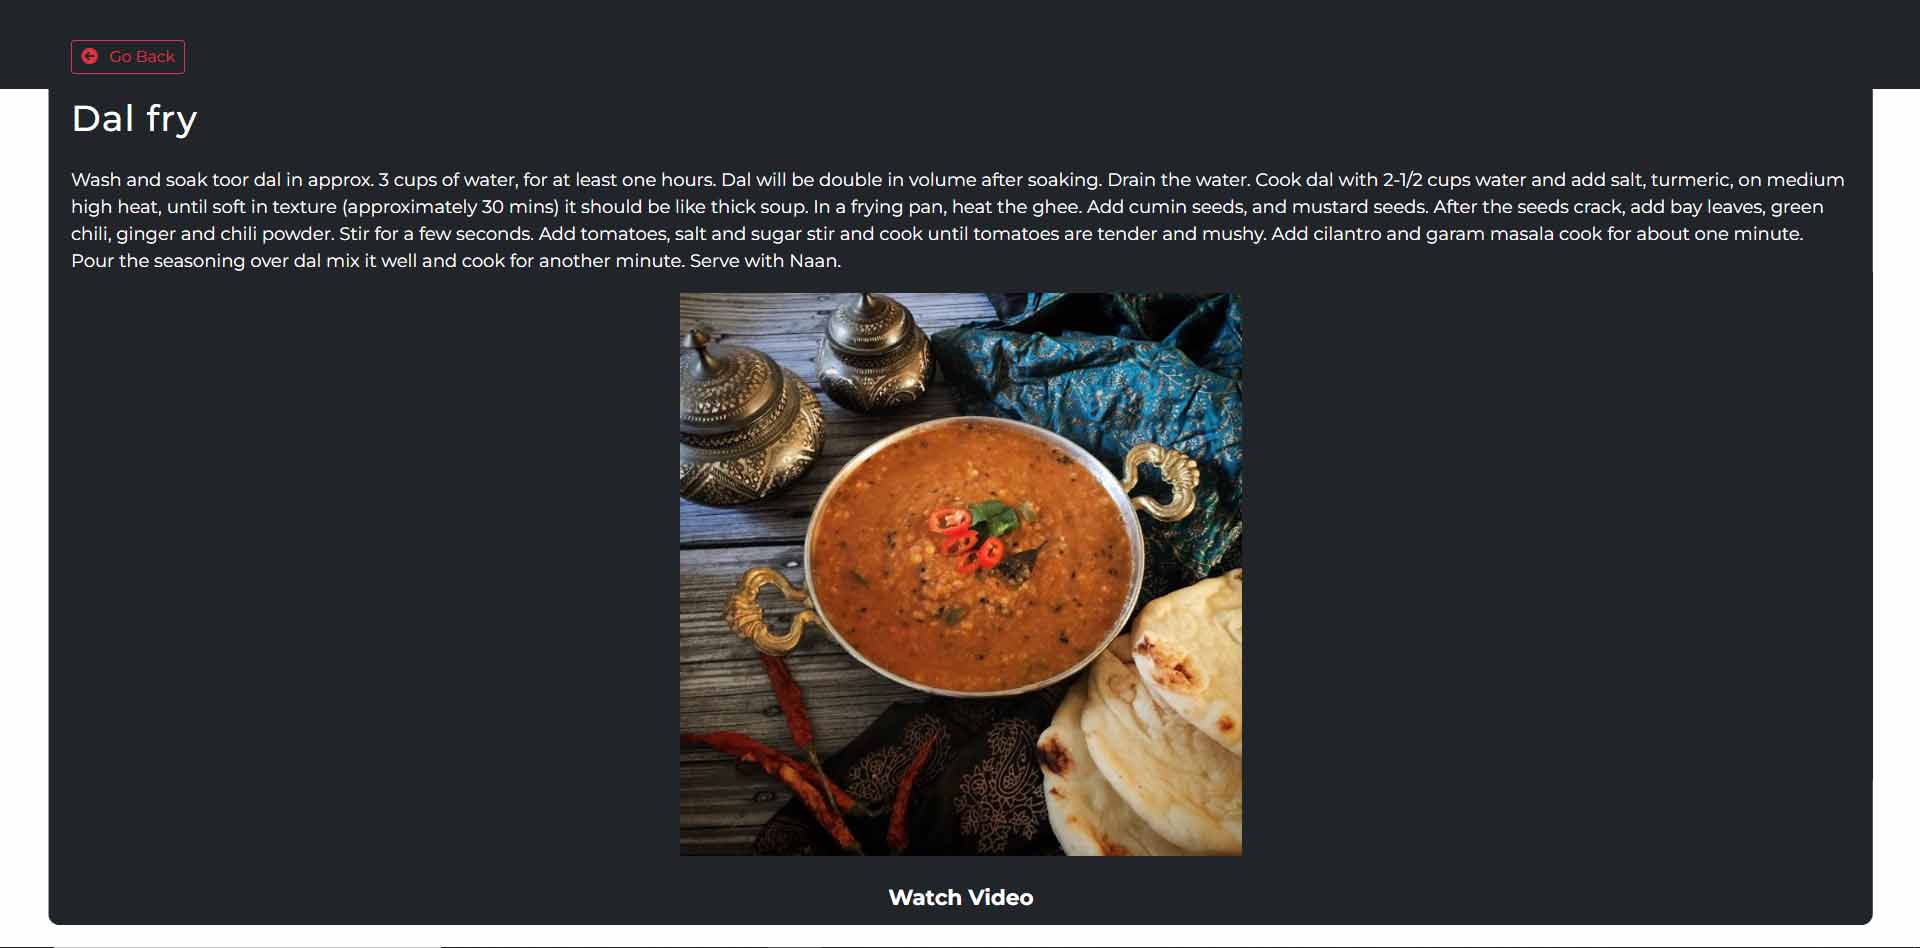 Go Back
Dal fry
Wash and soak toor dal in approx. 3 cups of water, for at least one hours. Dal will be double in volume after soaking. Drain the water. Cook dal with 2-1/2 cups water and add salt, turmeric, on medium
high heat, until soft in texture (approximately 30 mins) it should be like thick soup. In a frying pan, heat the ghee. Add cumin seeds, and mustard seeds. After the seeds crack, add bay leaves, green
chili, ginger and chili powder. Stir for a few seconds. Add tomatoes, salt and sugar stir and cook until tomatoes are tender and mushy. Add cilantro and garam masala cook for about one minute.
Pour the seasoning over dal mix it well and cook for another minute. Serve with Naan.
Watch Video